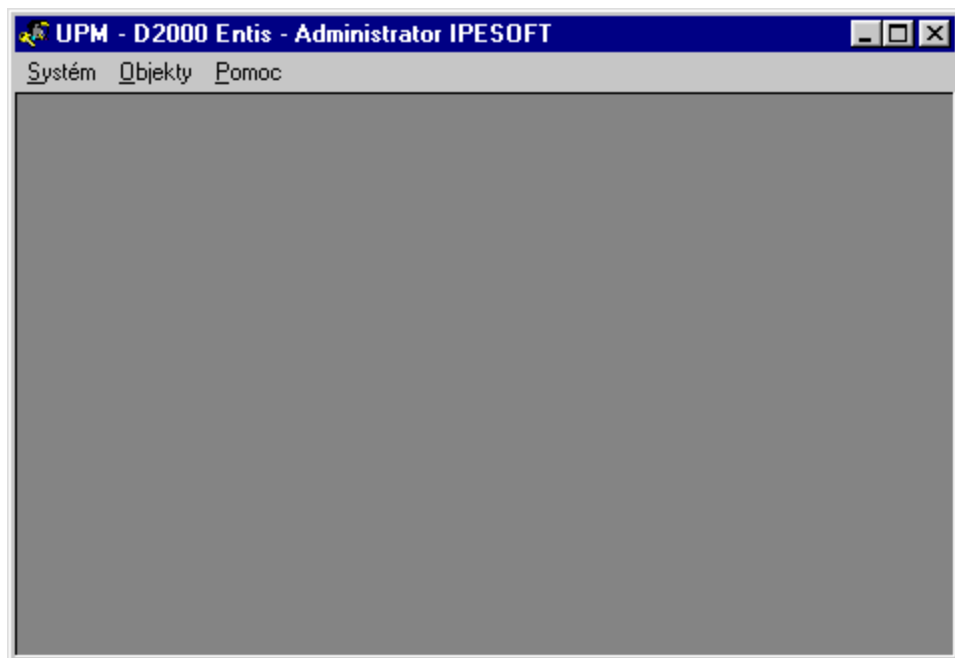 UPM - D2000 Entis - Administrator IPESOFT
Systém Objekty Pomoc